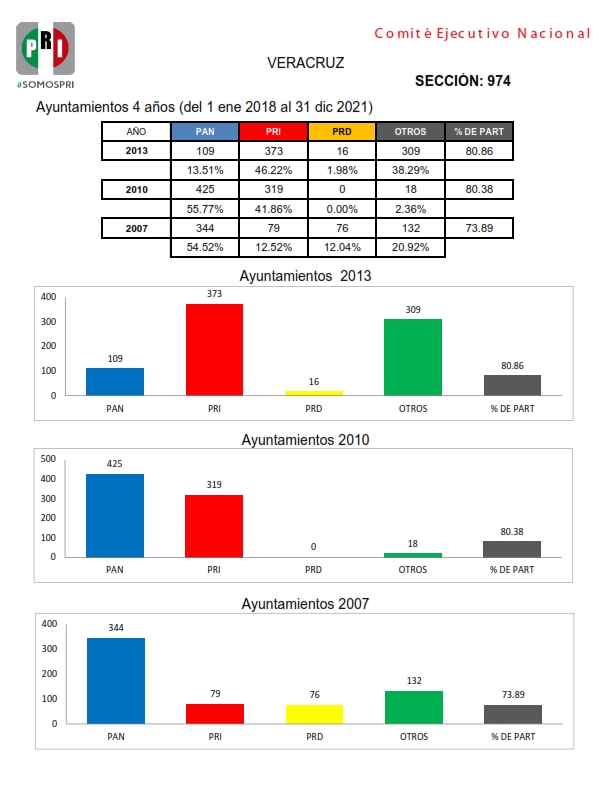 Comité Ejecutivo Nacional
PRI
#SOMOSPRI
VERACRUZ
SECCIÓN: 974
Ayuntamientos 4 años (del 1 ene 2018 al 31 dic 2021)
AÑO PAN PRI PRD OTROS % DE PART
2013 109 373 16 309 80.86
13.51% 46.22% 1.98% 38.29%
2010 425 319 0 18 80.38
55.77% 41.86% 0.00% 2.36%
2007 344 79 76 132 73.89
54.52% 12.52% 12.04% 20.92%
Ayuntamientos 2013
400
300
200
100
0
109 373 16 309 80.86
PAN PRI PRD OTROS % DE PART
Ayuntamientos 2010
500
400
300
200
100
0
425 319 0 18 80.38
PAN PRI PRD OTROS % DE PART
Ayuntamientos 2007
400
300
200
100
0
344 79 76 132 73.89
PAN PRI PRD OTROS % DE PART